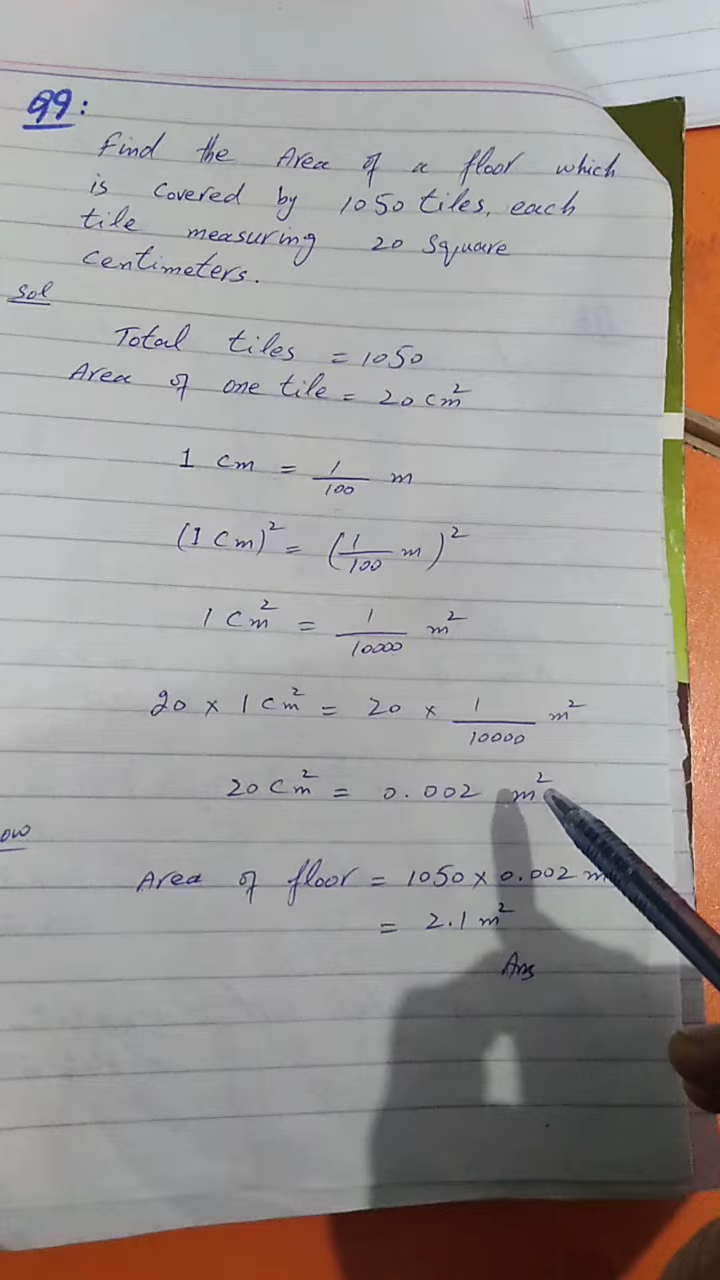 Q9:
Find the Area of a floor which
is covered by 1050 tiles, each
tile measuring 20 square
centimeters.
Sol
Total tiles = 1050
Area of one tile = 20 cm²
1 cm = 1/100 m
(1 cm)² = (1/100 m)²
1 cm² = 1/10000 m²
20 × 1 cm² = 20 × 1/10000 m²
20 cm² = 0.002 m²
Area of floor = 1050 × 0.002 m
= 2.1 m²
Ans